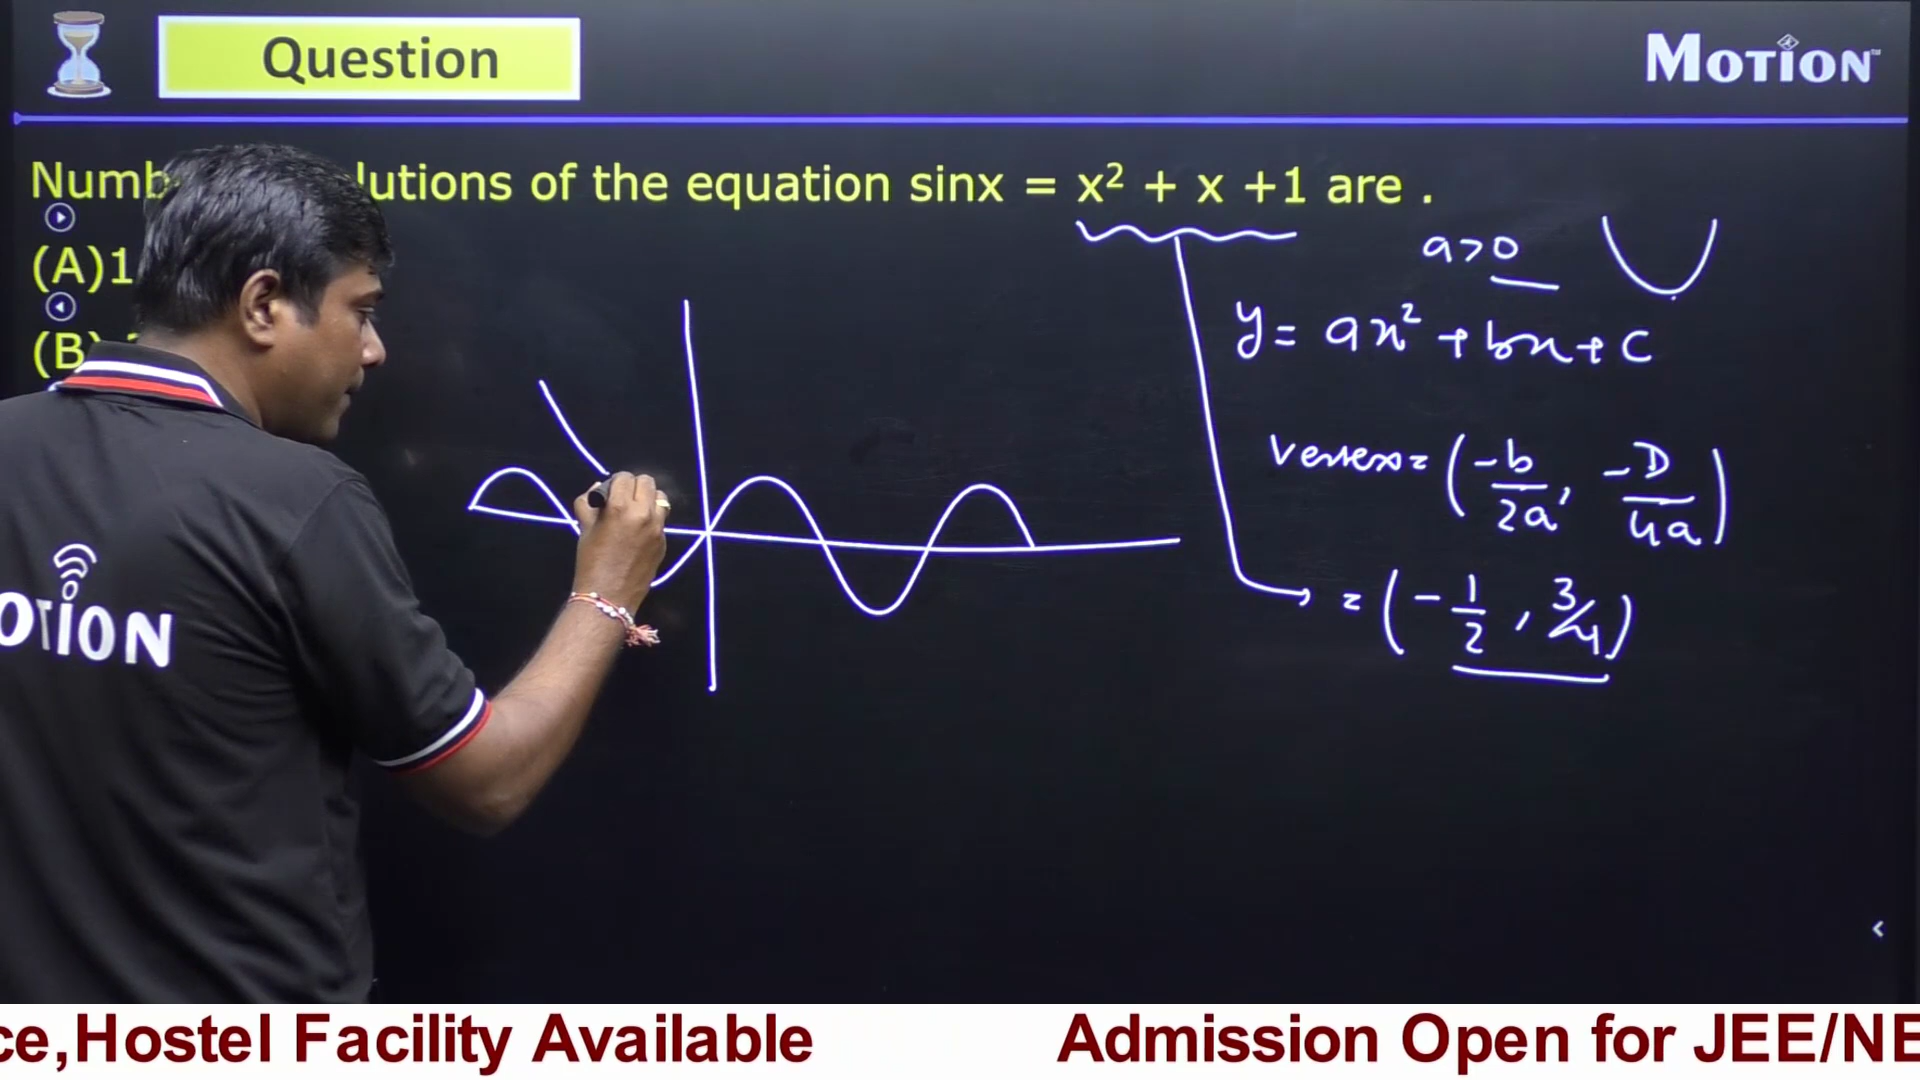 Question
MOTION
lutions of the equation sinx = x² + x +1 are .
(A)1
(B)
a>0
y = ax² + bx + c
vertex = (-b/2a, -D/4a)
= (-1/2, 3/4)
OTION
ce,Hostel Facility Available Admission Open for JEE/NE